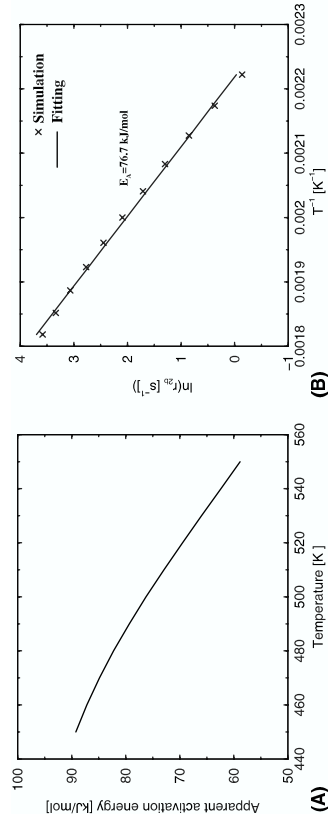 100
90
80
70
60
50
Apparent activation energy [kJ/mol]
440
460
480
500
520
540
560
Temperature [K ]
(A)
4
3
2
1
0
−1
ln(r2b [s−1])
× Simulation
Fitting
EA=76.7 kJ/mol
0.0018
0.0019
0.002
0.0021
0.0022
0.0023
T−1 [K−1]
(B)